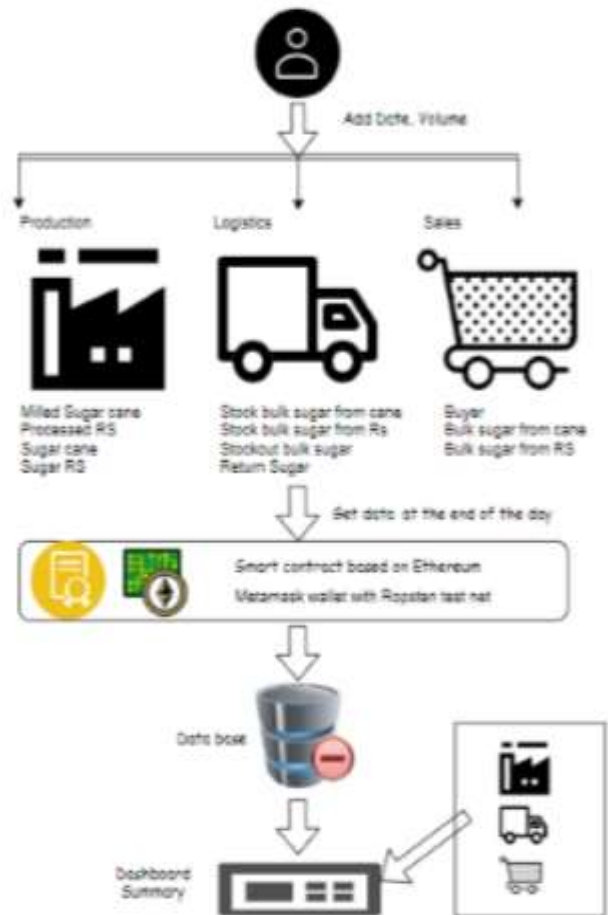 Add Date, Volume
Production
Logistics
Sales
Milled Sugar cane
Processed RS
Sugar cane
Sugar RS
Stock bulk sugar from cane
Stock bulk sugar from Rs
Stockout bulk sugar
Return Sugar
Buyer
Bulk sugar from cane
Bulk sugar from RS
Get data at the end of the day
Smart contract based on Ethereum
Metamask wallet with Ropsten test net
Data base
Dashboard
Summary